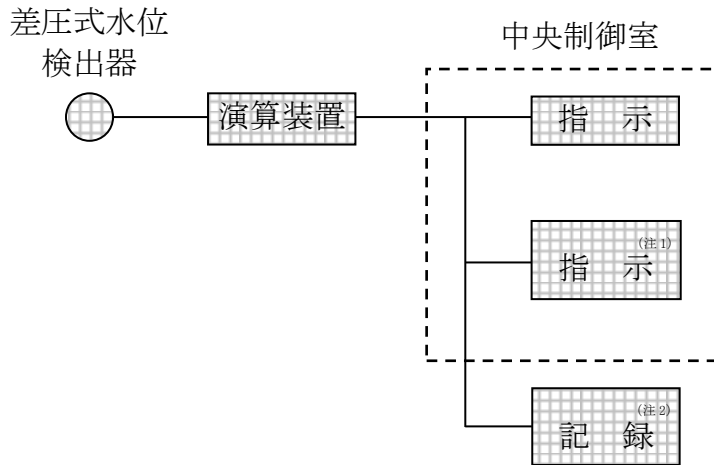 差圧式水位
検出器
中央制御室
演算装置
指 示
(注1)
指 示
(注2)
記 録